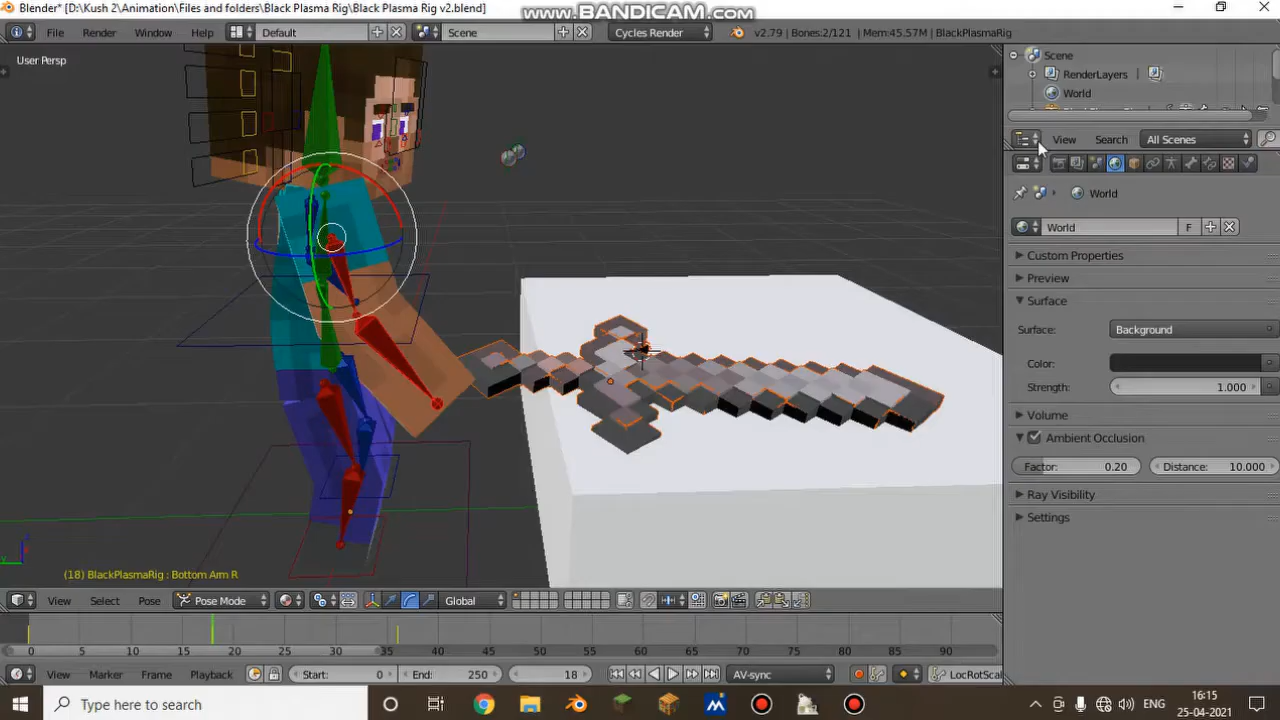 Blender* [D:\Kush 2\Animation\Files and folders\Black Plasma Rig\Black Plasma Rig v2.blend]
www.BANDICAM.com
File Render Window Help Default Scene Cycles Render v2.79 | Bones:2/121 | Mem:45.57M | BlackPlasmaRig
User Persp
Scene
RenderLayers
World
View Search All Scenes
World
World F
Custom Properties
Preview
Surface
Surface: Background
Color:
Strength: 1.000
Volume
Ambient Occlusion
Factor: 0.20 Distance: 10.000
Ray Visibility
Settings
(18) BlackPlasmaRig : Bottom Arm R
View Select Pose Pose Mode Global
0 5 10 15 20 25 30 35 40 45 50 55 60 65 70 75 80 85 90
View Marker Frame Playback Start: 0 End: 250 18 AV-sync LocRotScal
Type here to search
ENG
16:15
25-04-2021